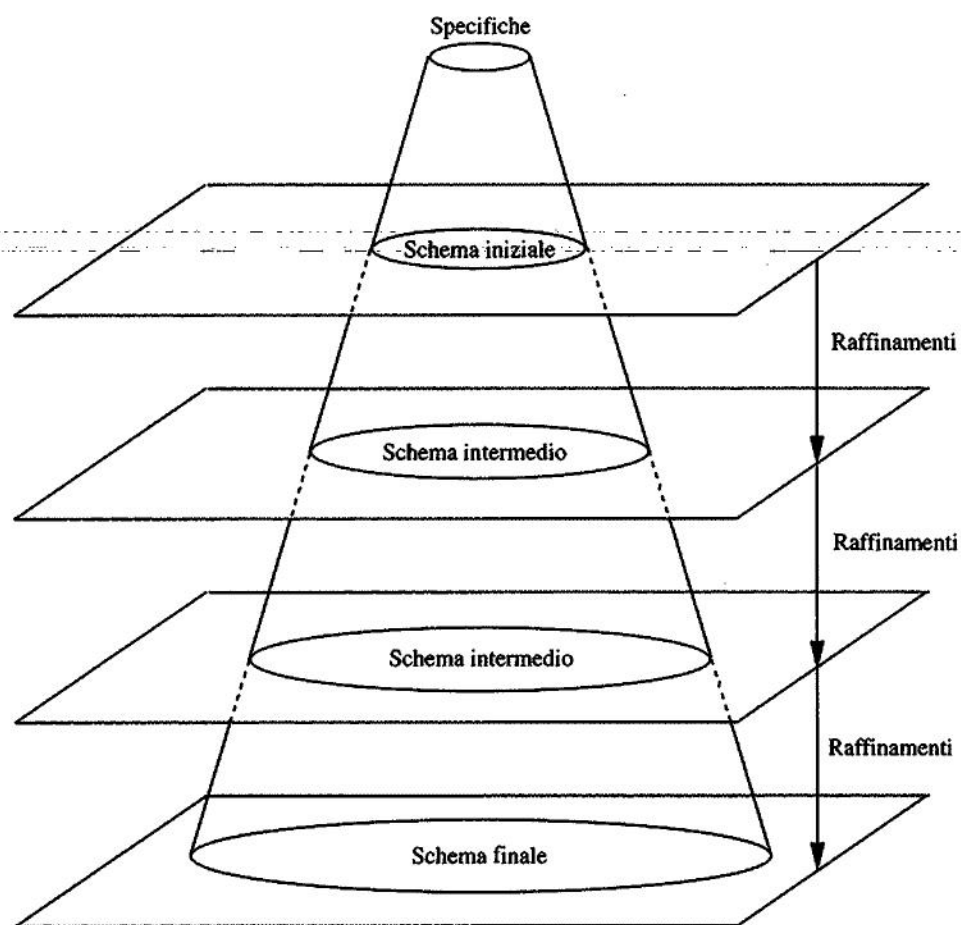 Specifiche
Schema iniziale
Raffinamenti
Schema intermedio
Raffinamenti
Schema intermedio
Raffinamenti
Schema finale